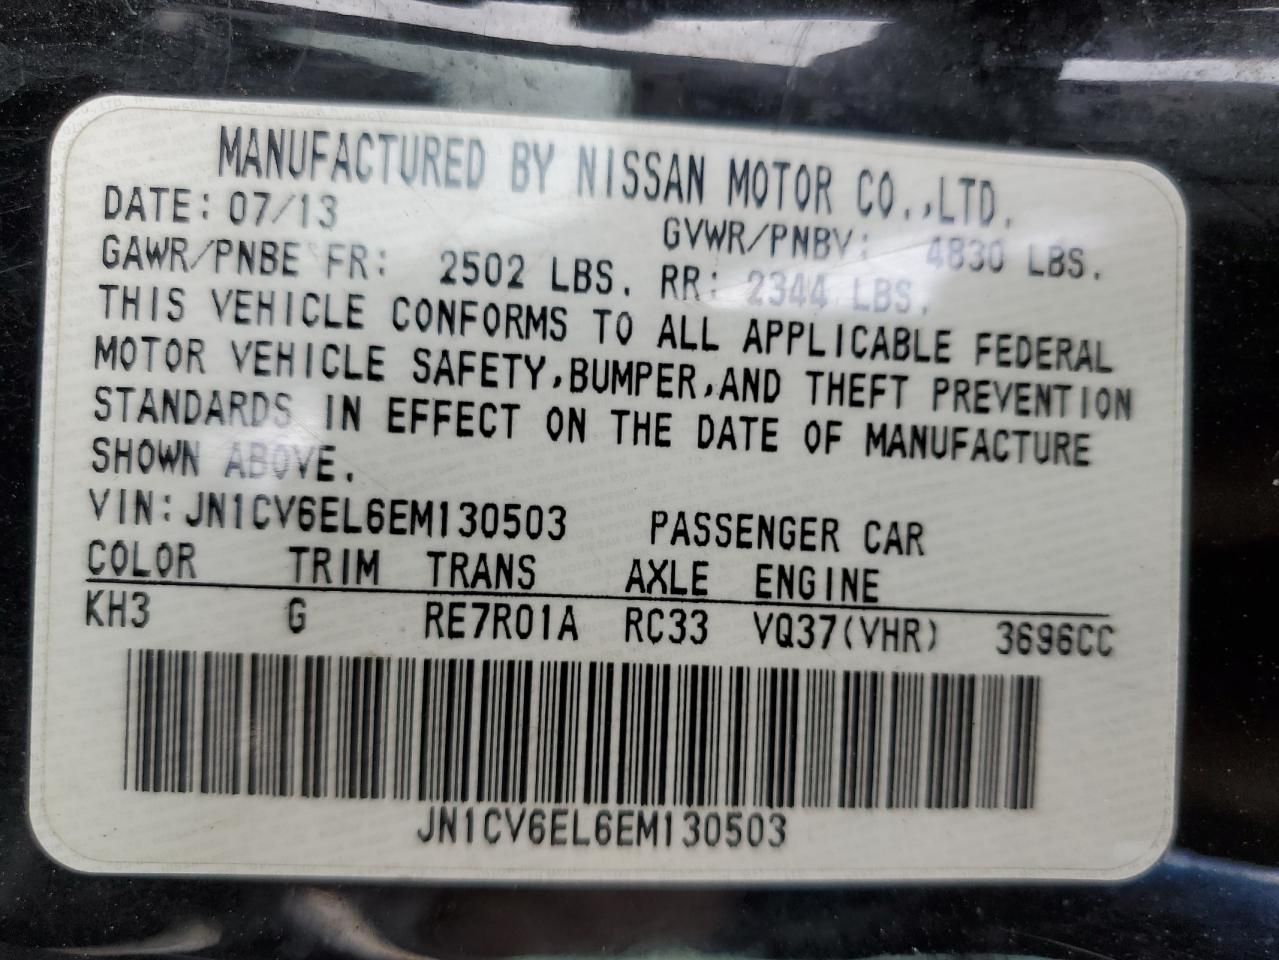 MANUFACTURED BY NISSAN MOTOR CO.,LTD.
DATE: 07/13 GVWR/PNBV: 4830 LBS.
GAWR/PNBE FR: 2502 LBS. RR: 2344 LBS.
THIS VEHICLE CONFORMS TO ALL APPLICABLE FEDERAL
MOTOR VEHICLE SAFETY,BUMPER,AND THEFT PREVENTION
STANDARDS IN EFFECT ON THE DATE OF MANUFACTURE
SHOWN ABOVE.
VIN:JN1CV6EL6EM130503 PASSENGER CAR
COLOR TRIM TRANS AXLE ENGINE
KH3 G RE7R01A RC33 VQ37(VHR) 3696CC
JN1CV6EL6EM130503